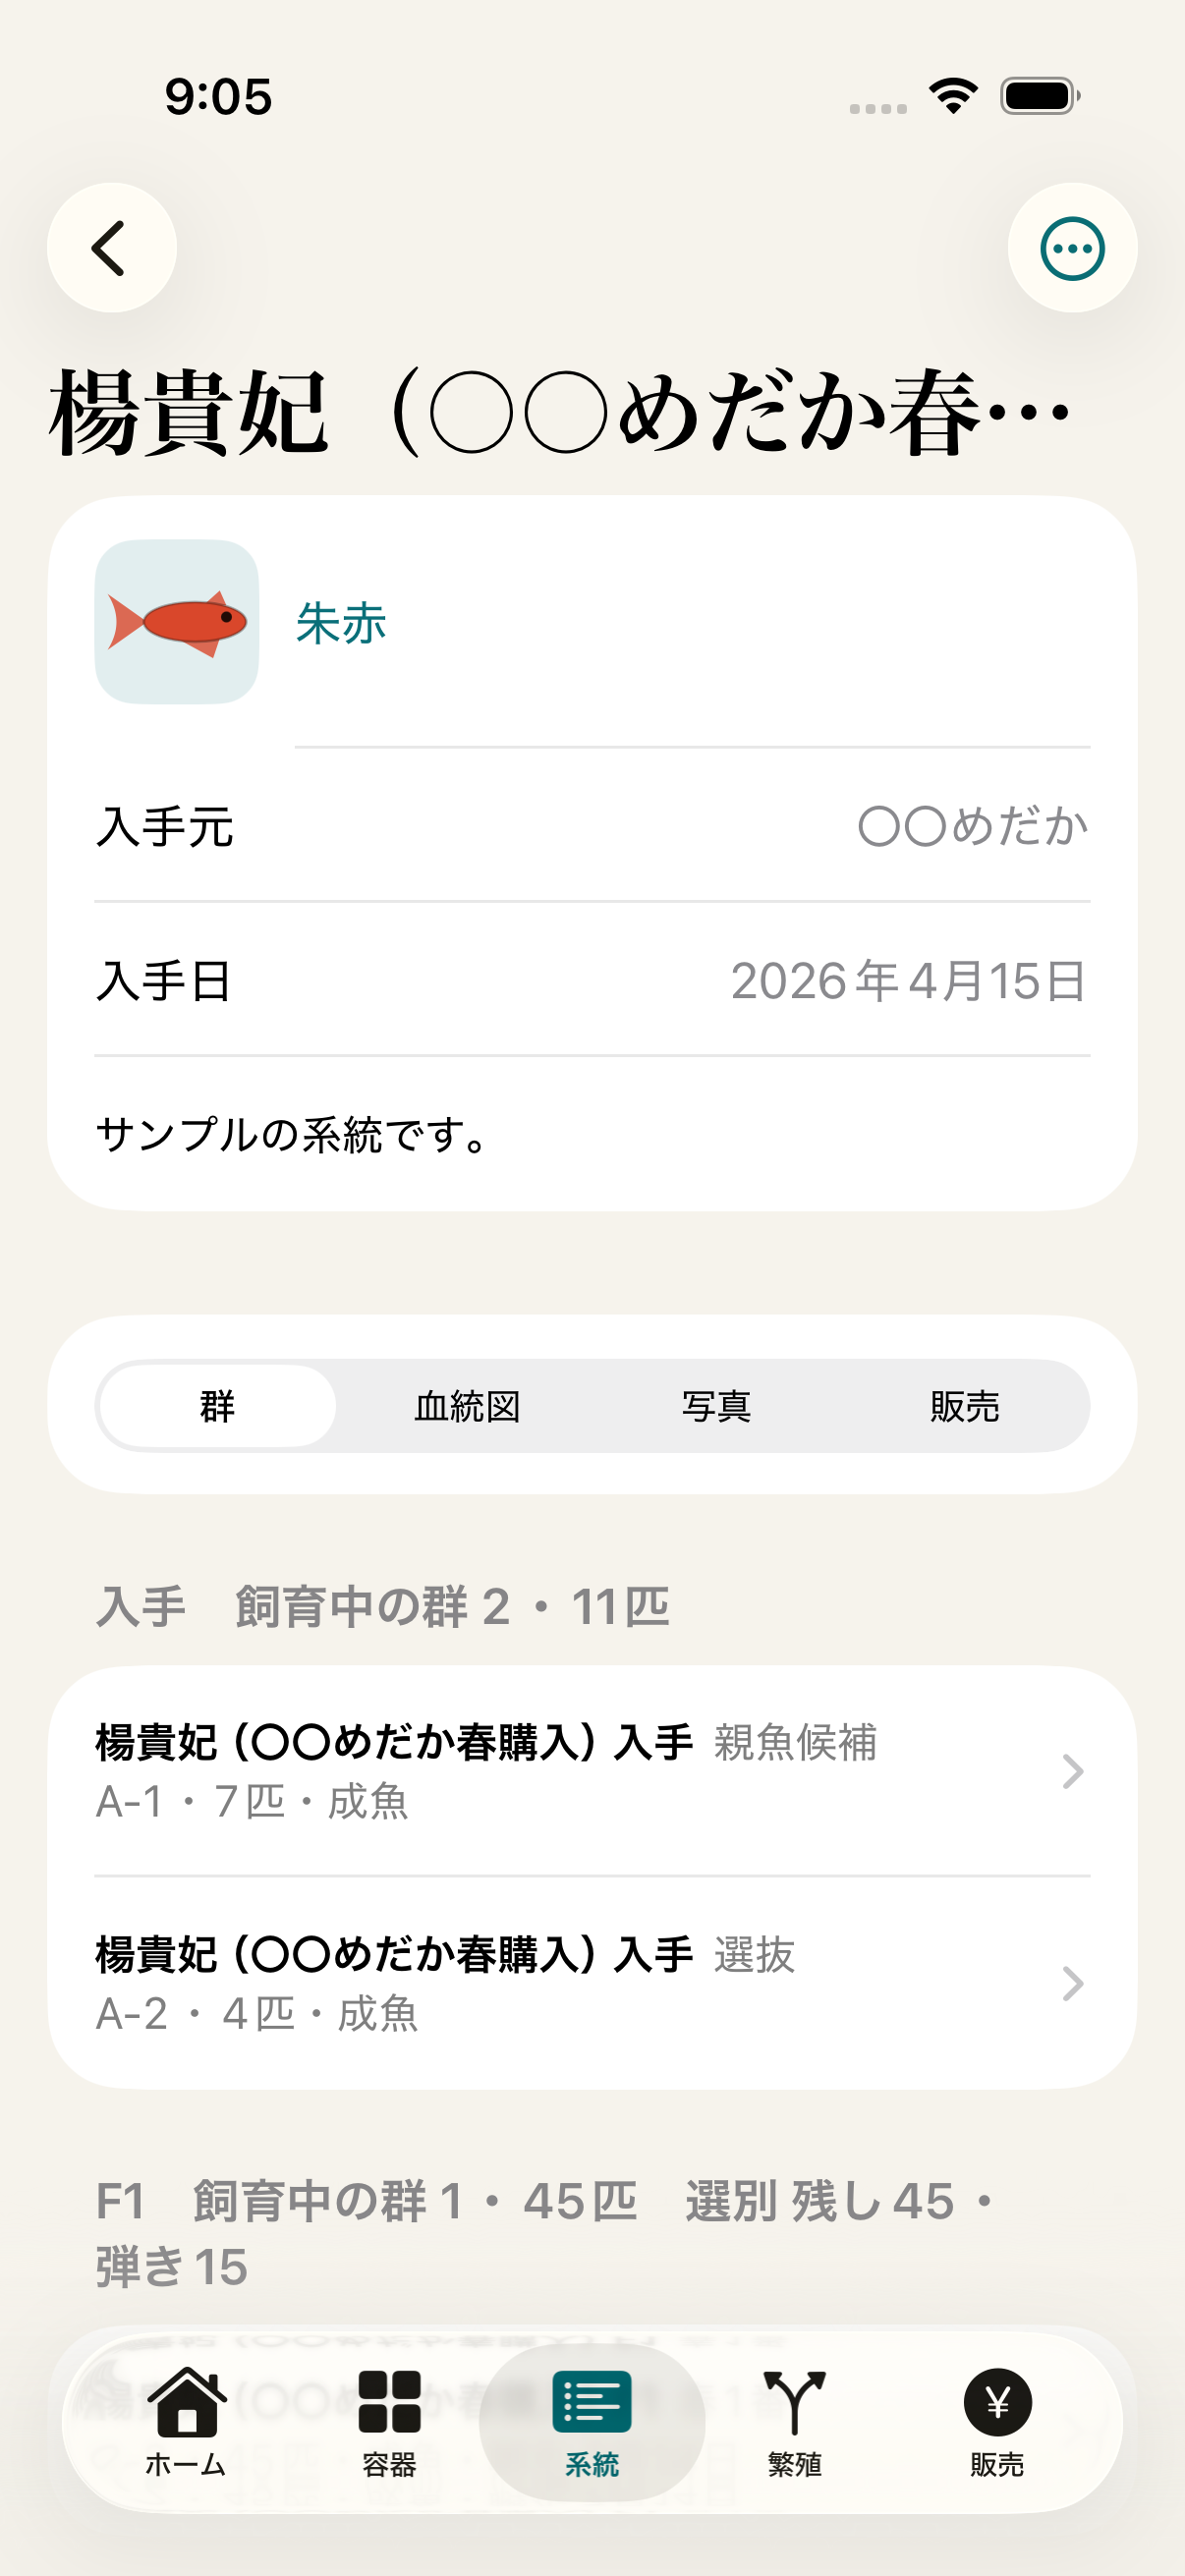 9:05
楊貴妃（〇〇めだか春…
朱赤
入手元 〇〇めだか
入手日 2026年4月15日
サンプルの系統です。
群 血統図 写真 販売
入手　飼育中の群 2・11匹
楊貴妃（〇〇めだか春購入）入手 親魚候補
A-1・7匹・成魚
楊貴妃（〇〇めだか春購入）入手 選抜
A-2・4匹・成魚
F1　飼育中の群 1・45匹　選別 残し45・
弾き15
ホーム 容器 系統 繁殖 販売